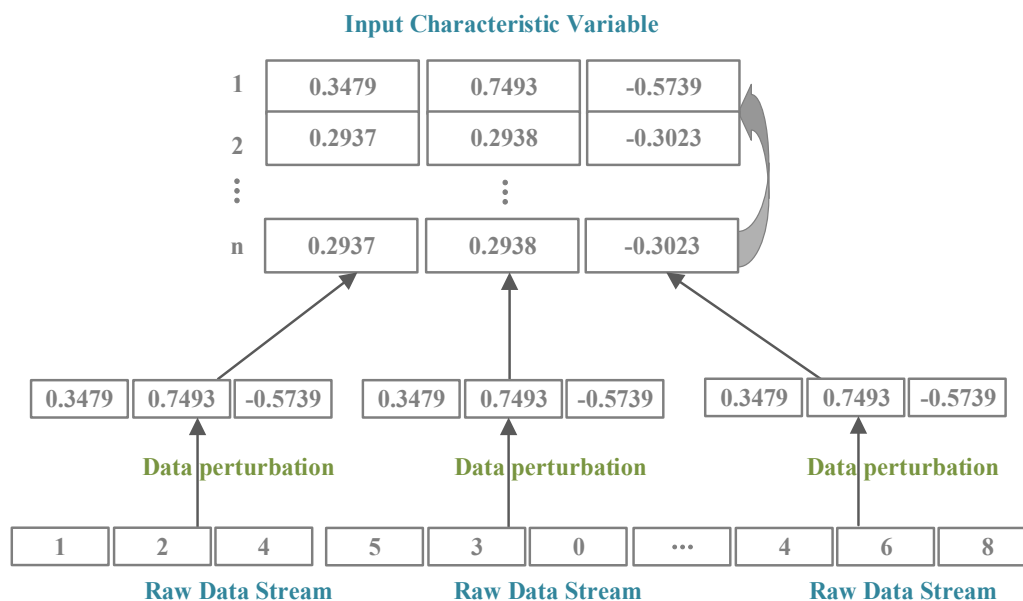 Input Characteristic Variable
1 0.3479 0.7493 -0.5739
2 0.2937 0.2938 -0.3023
⋮ ⋮
n 0.2937 0.2938 -0.3023
0.3479 0.7493 -0.5739 0.3479 0.7493 -0.5739 0.3479 0.7493 -0.5739
Data perturbation Data perturbation Data perturbation
1 2 4 5 3 0 ... 4 6 8
Raw Data Stream Raw Data Stream Raw Data Stream